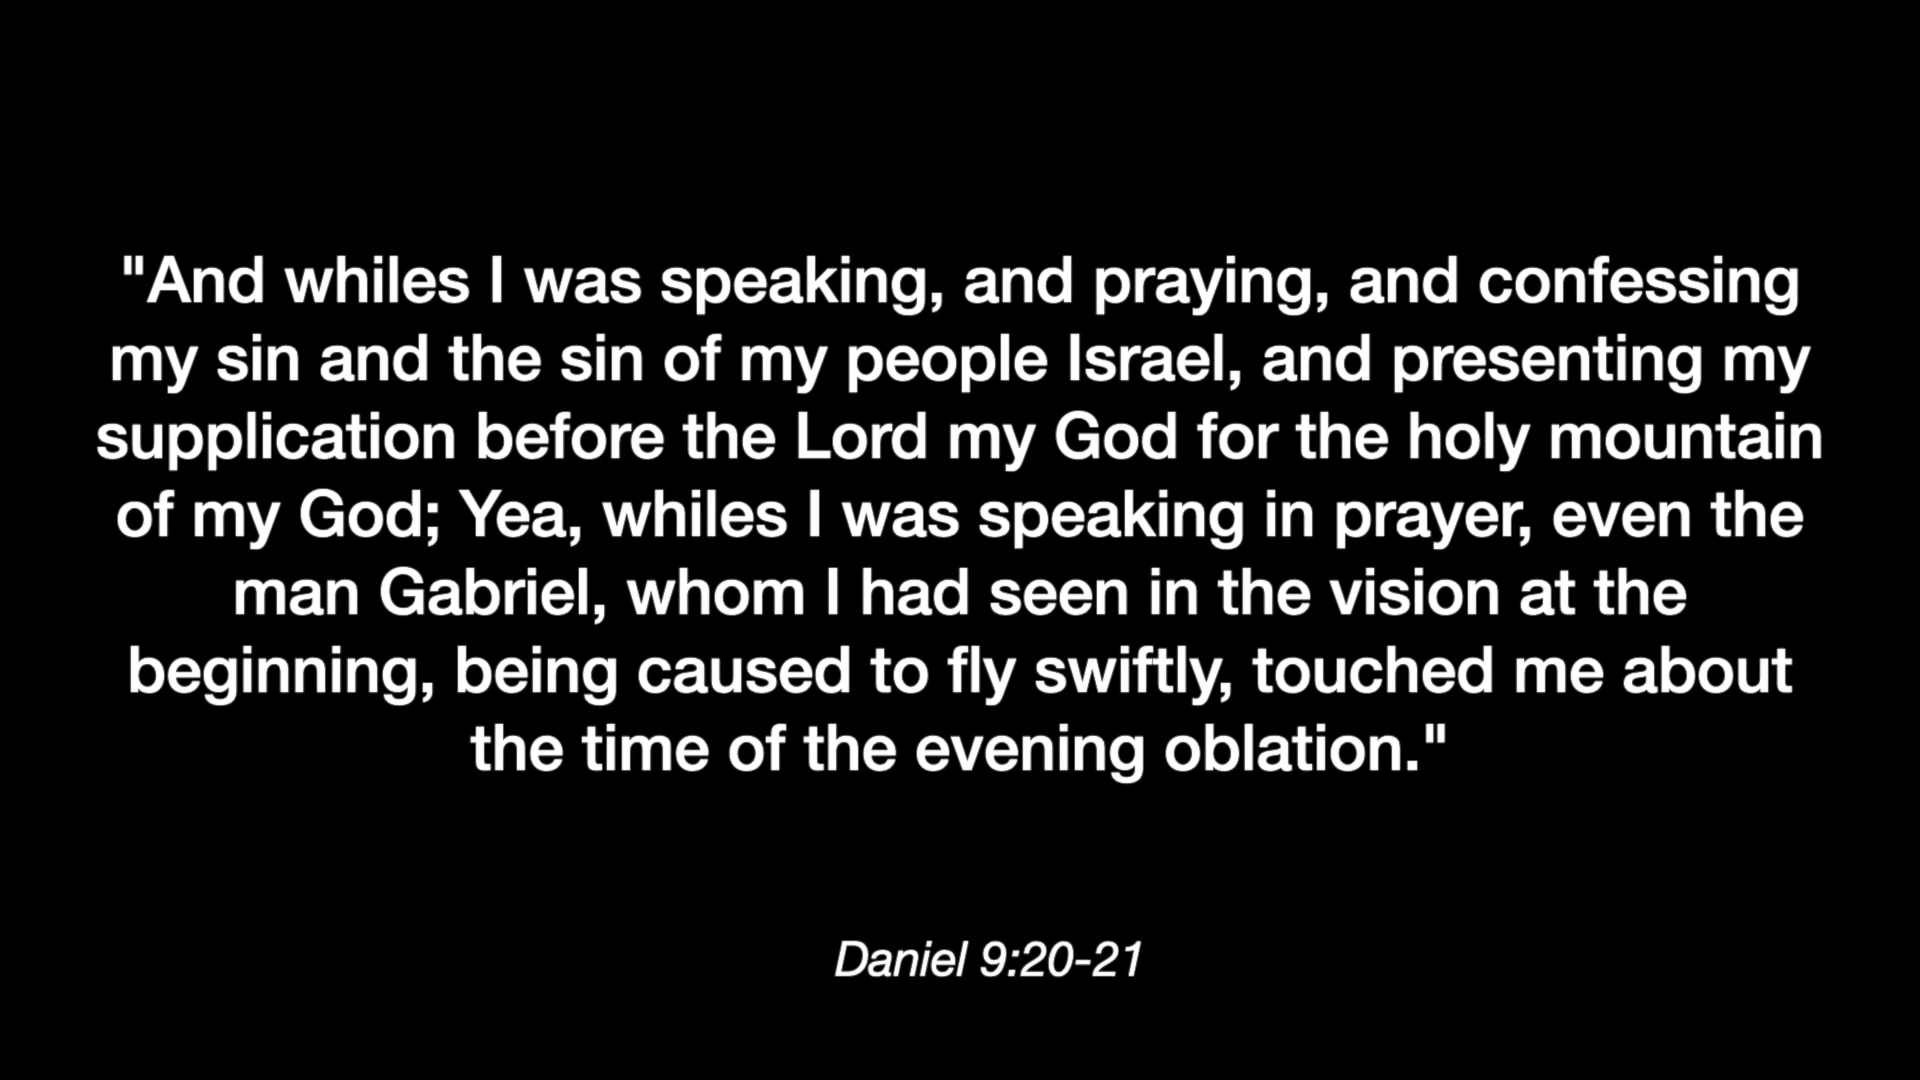 "And whiles I was speaking, and praying, and confessing
my sin and the sin of my people Israel, and presenting my
supplication before the Lord my God for the holy mountain
of my God; Yea, whiles I was speaking in prayer, even the
man Gabriel, whom I had seen in the vision at the
beginning, being caused to fly swiftly, touched me about
the time of the evening oblation."
Daniel 9:20-21